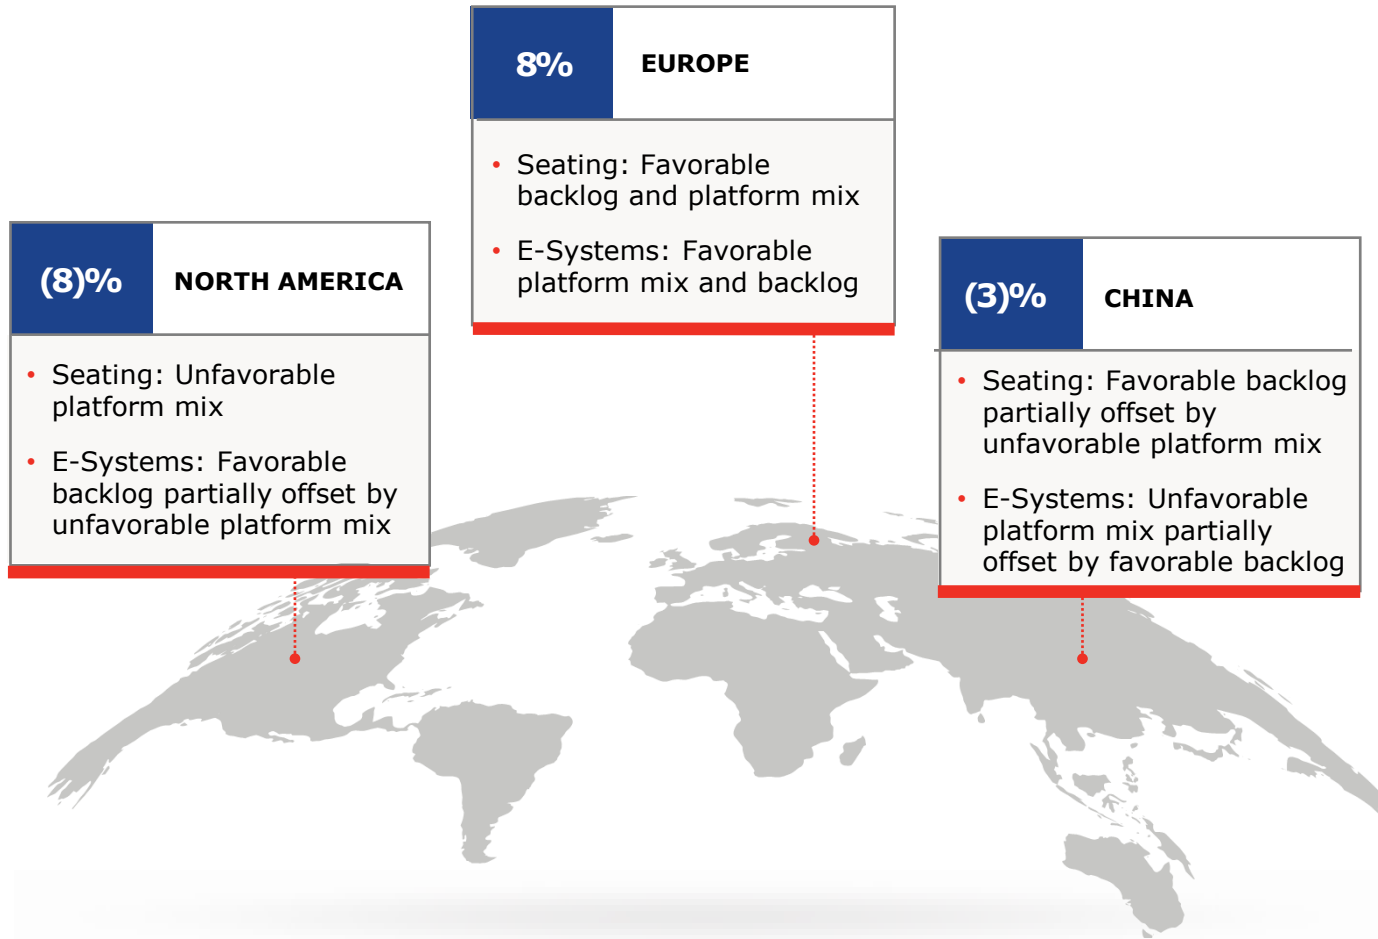 8%
EUROPE
• Seating: Favorable
backlog and platform mix
• E-Systems: Favorable
platform mix and backlog
(8)%
NORTH AMERICA
• Seating: Unfavorable
platform mix
• E-Systems: Favorable
backlog partially offset by
unfavorable platform mix
(3)%
CHINA
• Seating: Favorable backlog
partially offset by
unfavorable platform mix
• E-Systems: Unfavorable
platform mix partially
offset by favorable backlog